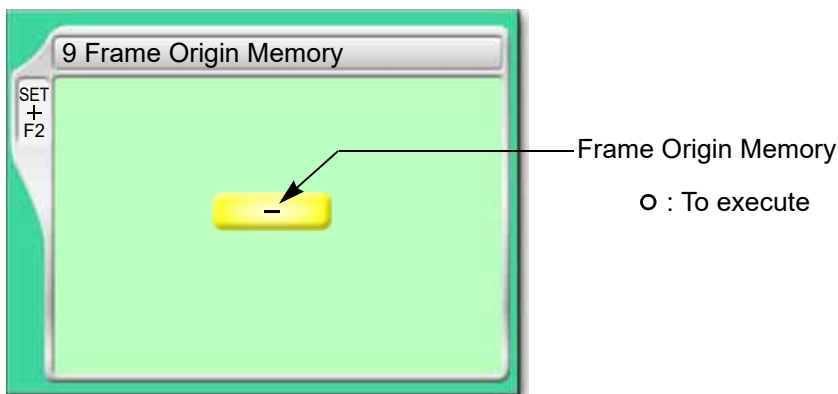 9 Frame Origin Memory
SET
+
F2
–
Frame Origin Memory
○ : To execute